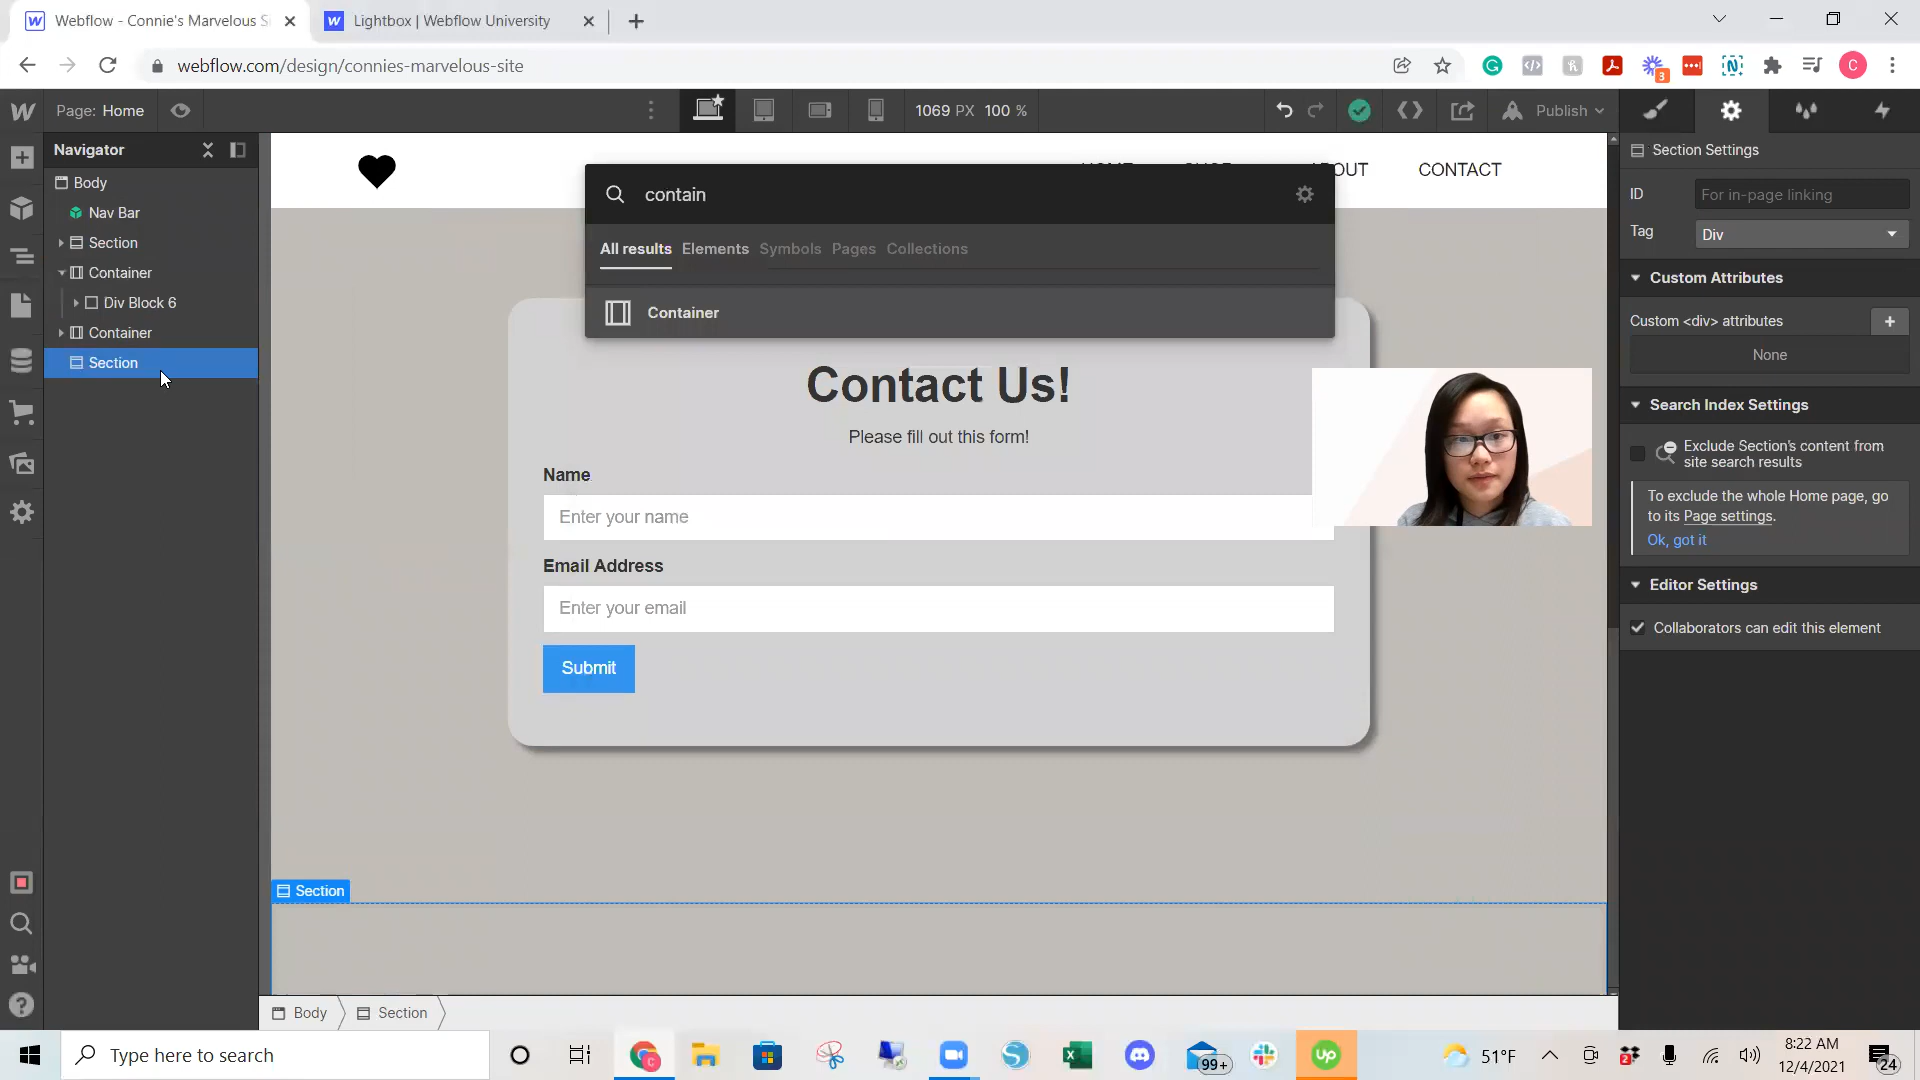 Webflow - Connie's Marvelous S
Lightbox | Webflow University
webflow.com/design/connies-marvelous-site
3
C
Page: Home
1069 PX 100 %
Publish
Navigator
Body
Nav Bar
Section
Container
Div Block 6
Container
Section
CONTACT
contain
All results Elements Symbols Pages Collections
Container
Contact Us!
Please fill out this form!
Name
Enter your name
Email Address
Enter your email
Submit
Section
Body
Section
Section Settings
ID
For in-page linking
Tag
Div
Custom Attributes
Custom <div> attributes
None
Search Index Settings
Exclude Section's content from
site search results
To exclude the whole Home page, go
to its Page settings.
Ok, got it
Editor Settings
Collaborators can edit this element
Type here to search
99+
up
51°F
2
8:22 AM
12/4/2021
24